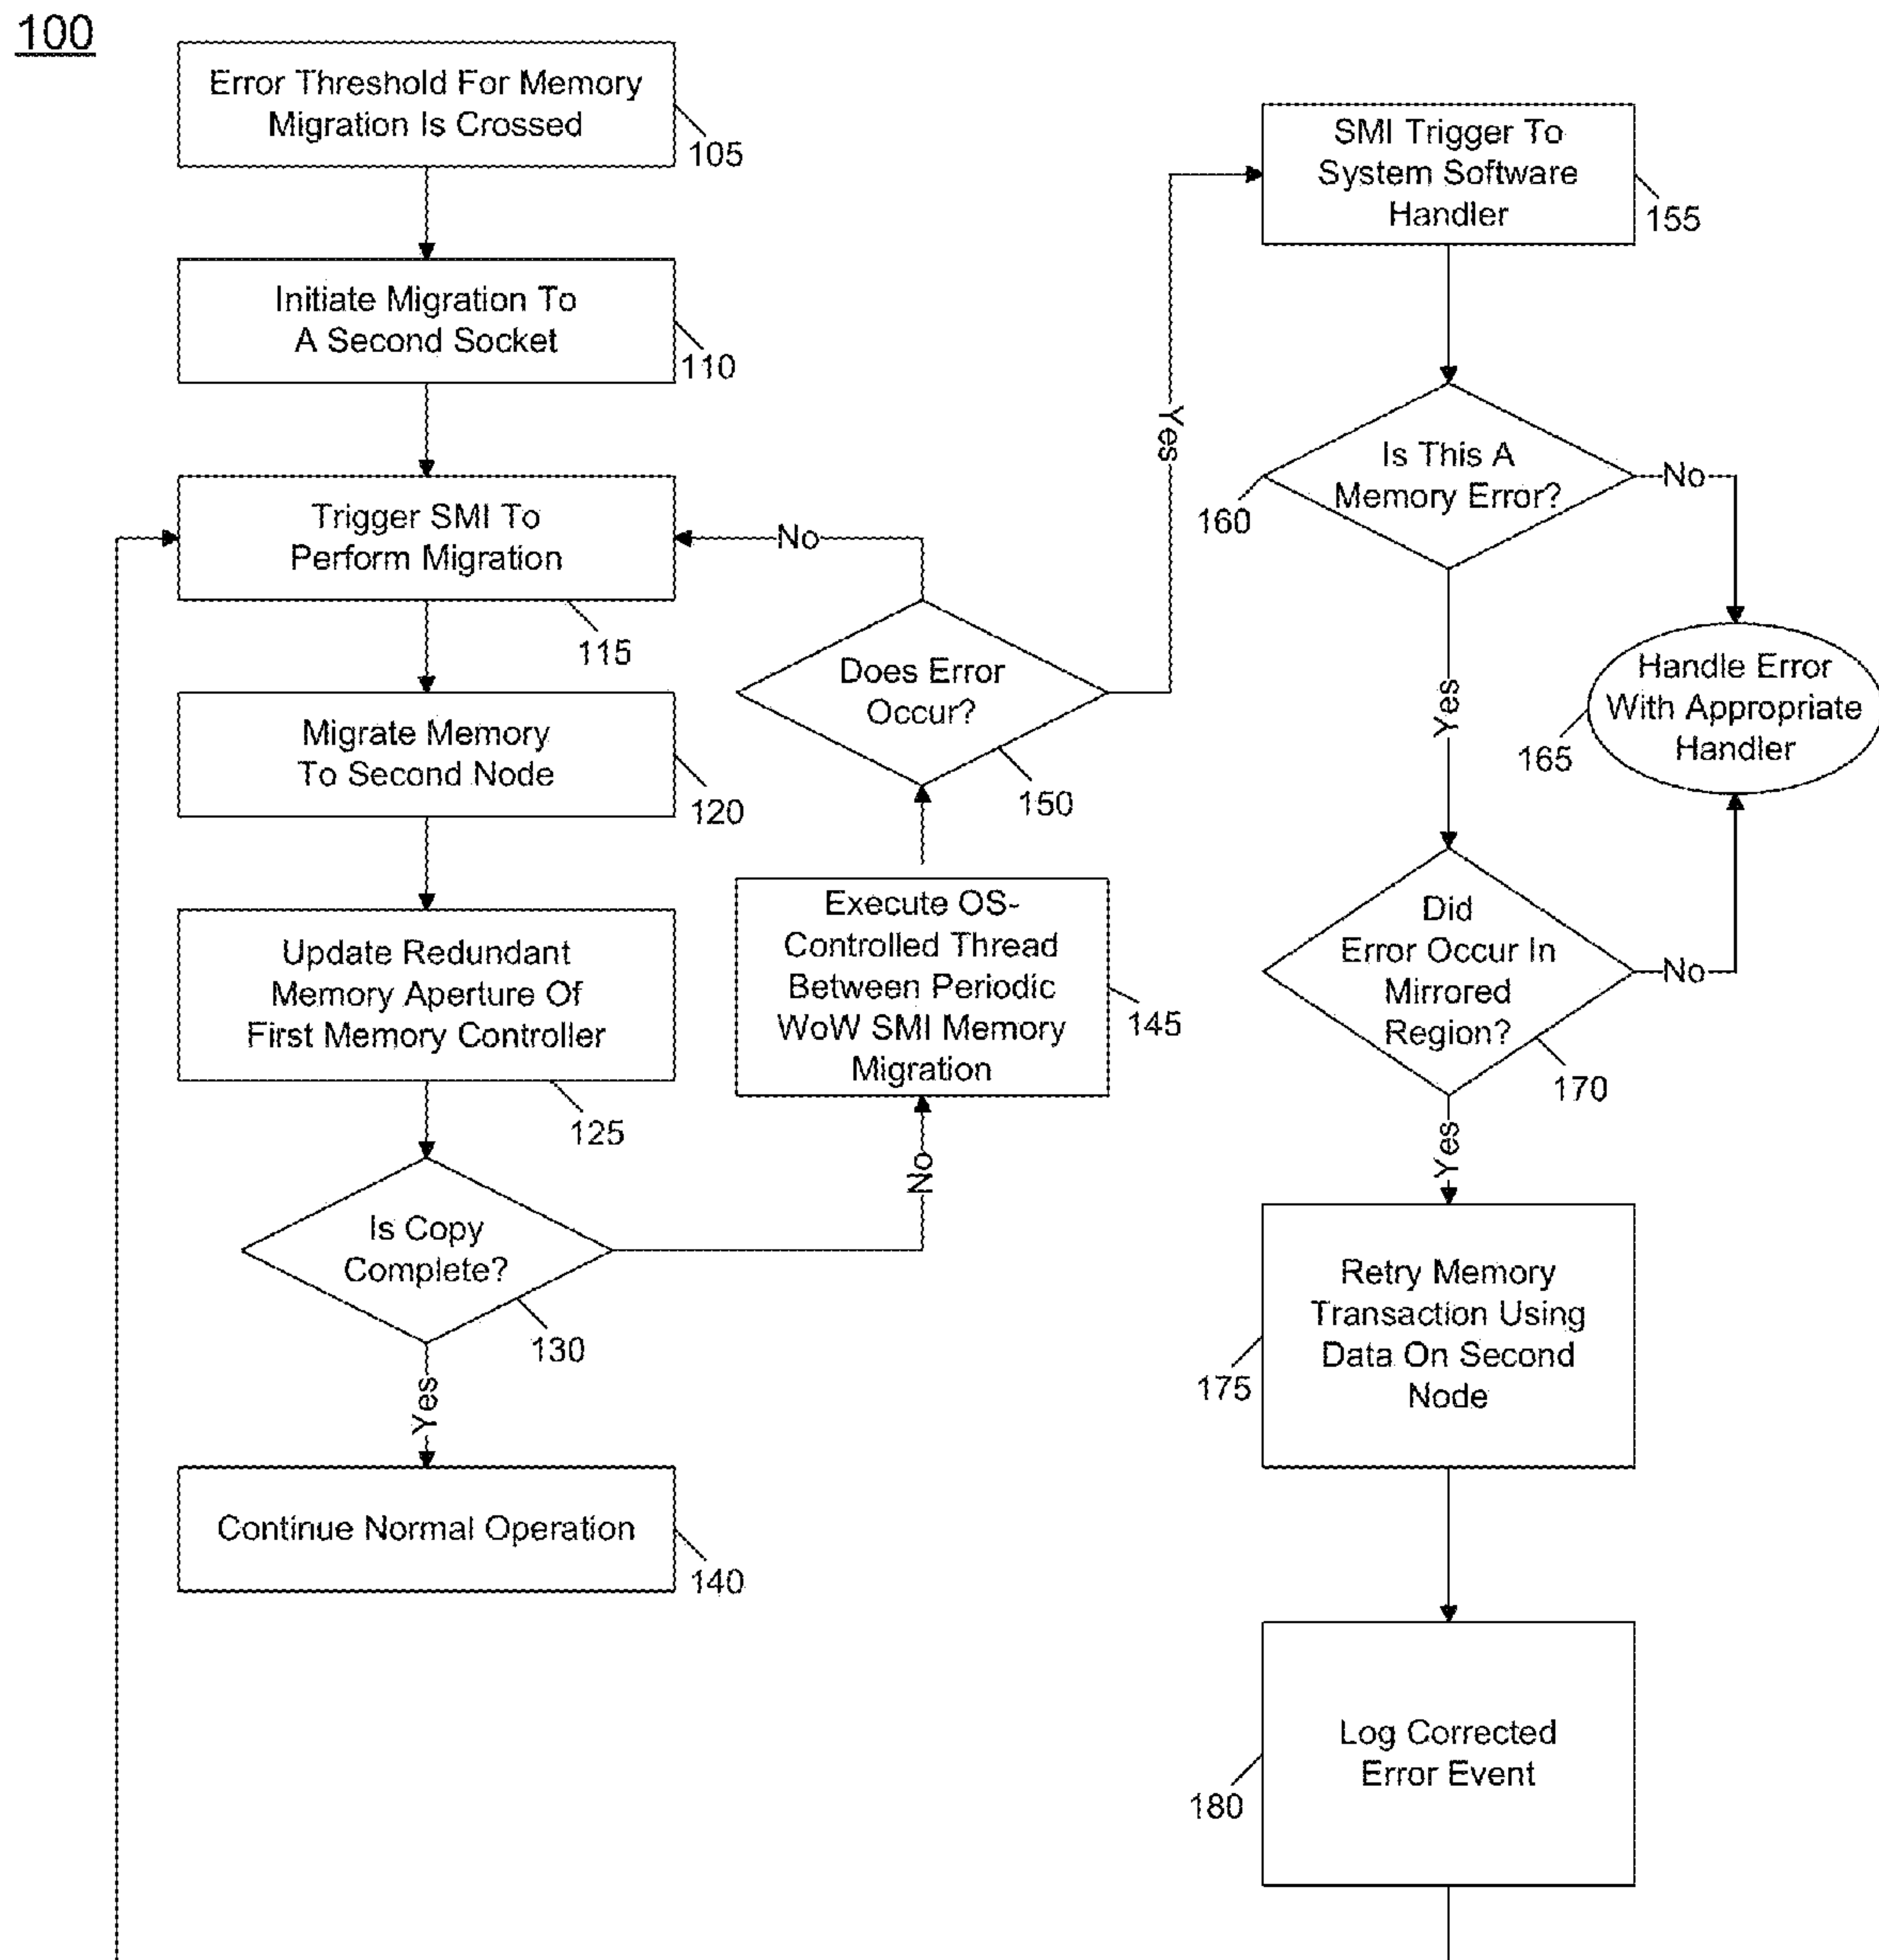 100
Error Threshold For Memory
Migration Is Crossed
105
Initiate Migration To
A Second Socket
110
Trigger SMI To
Perform Migration
115
Migrate Memory
To Second Node
120
Update Redundant
Memory Aperture Of
First Memory Controller
125
Is Copy
Complete?
130
Yes
No
Continue Normal Operation
140
Execute OS-
Controlled Thread
Between Periodic
WoW SMI Memory
Migration
145
Does Error
Occur?
150
No
Yes
SMI Trigger To
System Software
Handler
155
Is This A
Memory Error?
160
No
Yes
Handle Error
With Appropriate
Handler
165
Did
Error Occur In
Mirrored
Region?
170
No
Yes
Retry Memory
Transaction Using
Data On Second
Node
175
Log Corrected
Error Event
180